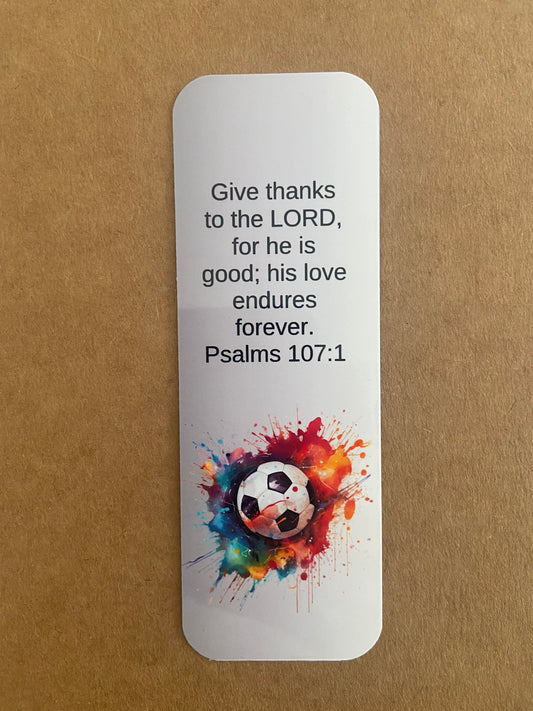 Give thanks
to the LORD,
for he is
good; his love
endures
forever.
Psalms 107:1